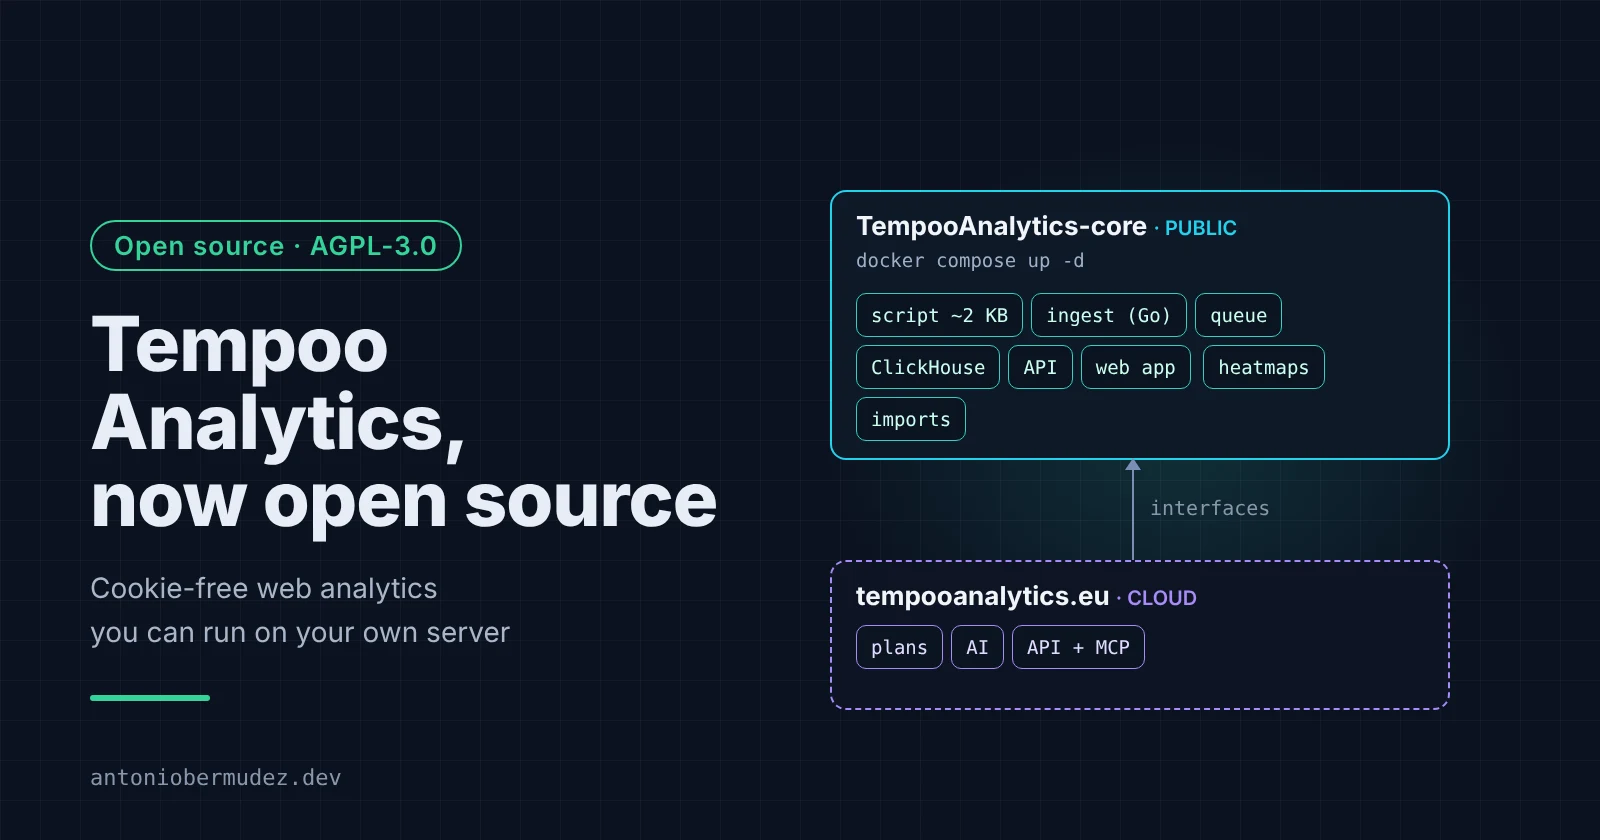 Open source · AGPL-3.0
Tempoo
Analytics,
now open source
Cookie-free web analytics
you can run on your own server
antoniobermudez.dev
TempooAnalytics-core · PUBLIC
docker compose up -d
script ~2 KB ingest (Go) queue
ClickHouse API web app heatmaps
imports
interfaces
tempooanalytics.eu · CLOUD
plans AI API + MCP